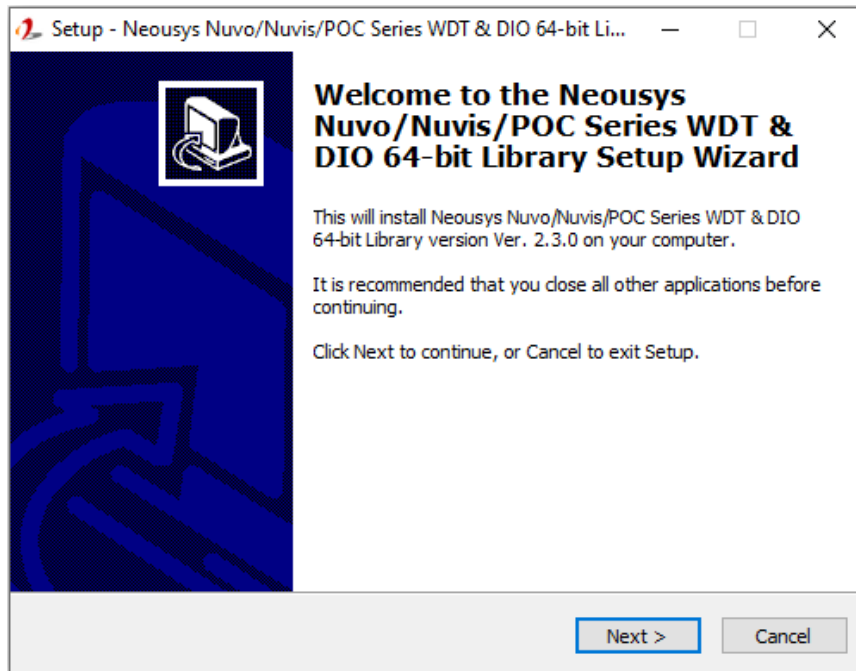 Setup - Neousys Nuvo/Nuvis/POC Series WDT & DIO 64-bit Li...
Welcome to the Neousys
Nuvo/Nuvis/POC Series WDT &
DIO 64-bit Library Setup Wizard
This will install Neousys Nuvo/Nuvis/POC Series WDT & DIO
64-bit Library version Ver. 2.3.0 on your computer.
It is recommended that you close all other applications before
continuing.
Click Next to continue, or Cancel to exit Setup.
Next >
Cancel